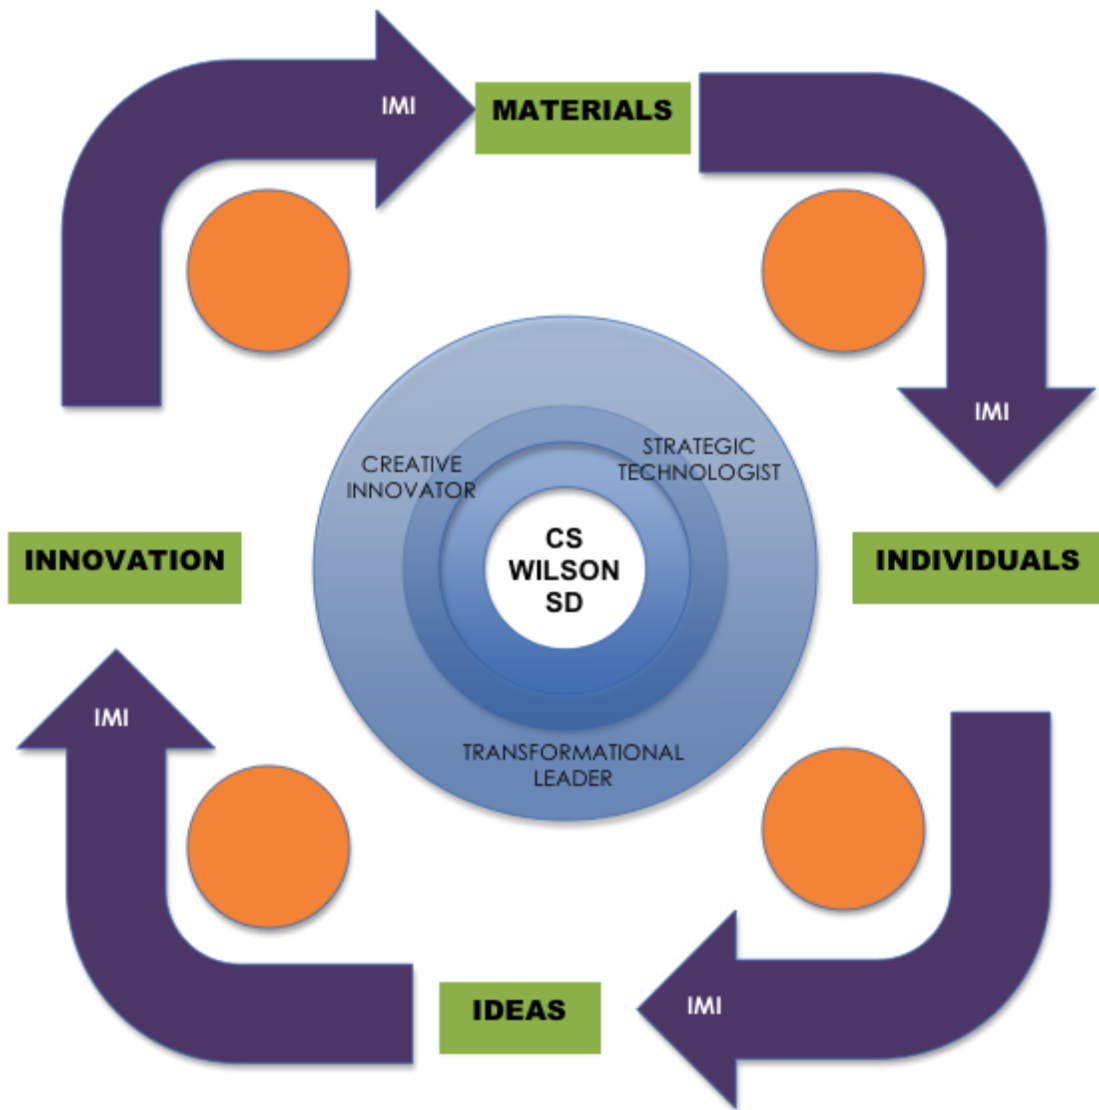 IMI
MATERIALS
IMI
CREATIVE
INNOVATOR
STRATEGIC
TECHNOLOGIST
CS
WILSON
SD
INNOVATION
INDIVIDUALS
IMI
TRANSFORMATIONAL
LEADER
IDEAS
IMI